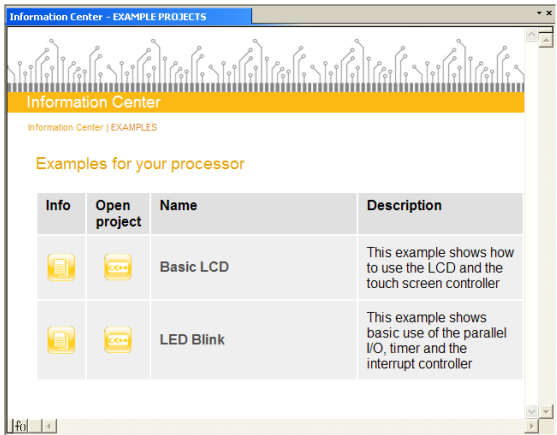 Information Center - EXAMPLE PROJECTS
Information Center
Information Center | EXAMPLES
Examples for your processor
Info Open project Name Description
Basic LCD
This example shows how
to use the LCD and the
touch screen controller
LED Blink
This example shows
basic use of the parallel
I/O, timer and the
interrupt controller